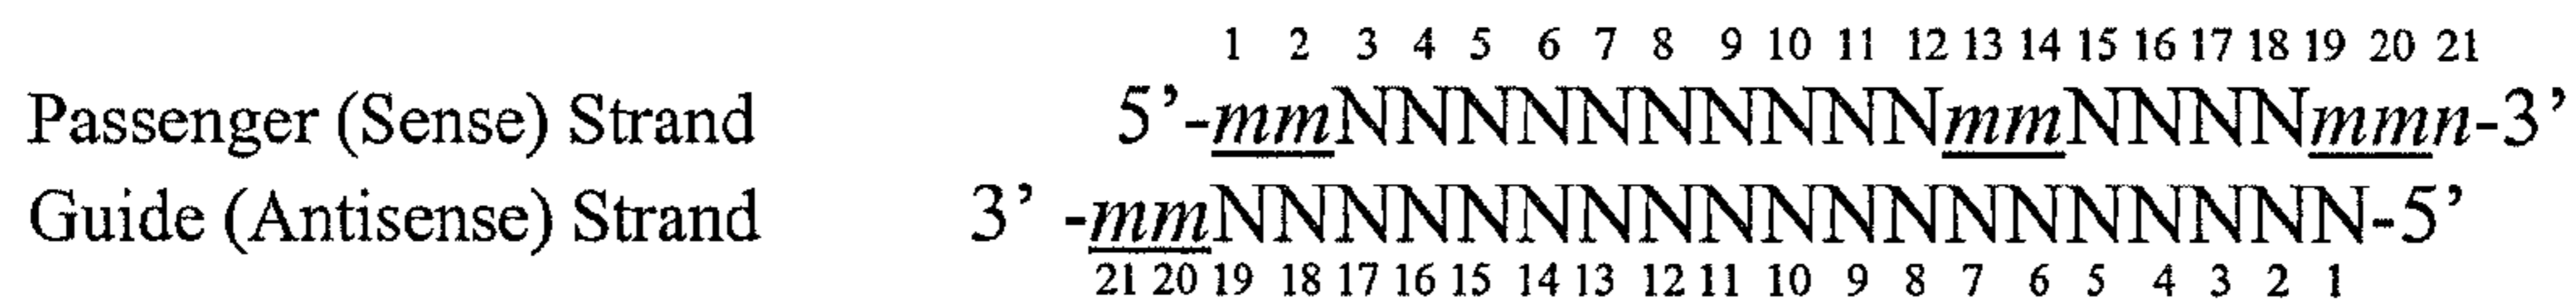 1 2 3 4 5 6 7 8 9 10 11 12 13 14 15 16 17 18 19 20 21
Passenger (Sense) Strand 5’-mmNNNNNNNNNNmmNNNNmmn-3’
Guide (Antisense) Strand 3’ -mmNNNNNNNNNNNNNNNNNNN-5’
21 20 19 18 17 16 15 14 13 12 11 10 9 8 7 6 5 4 3 2 1